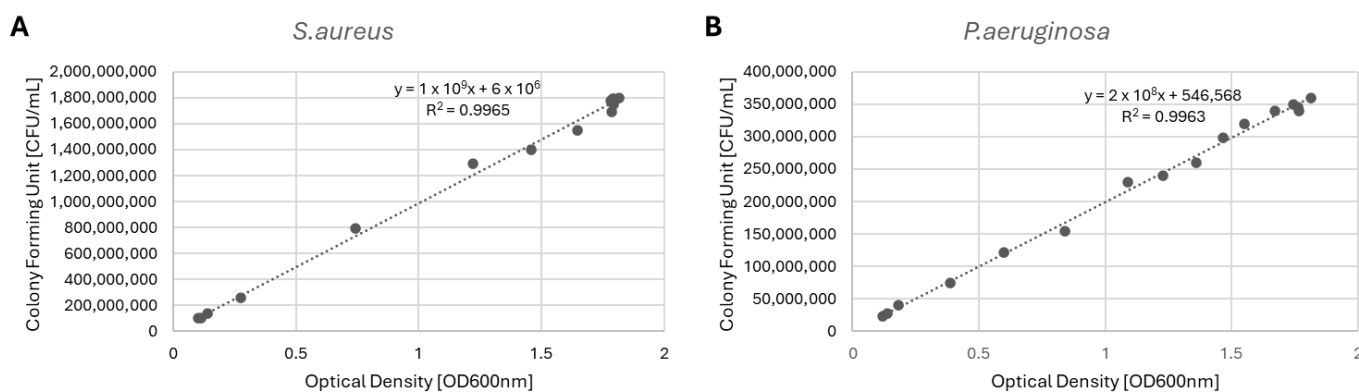 A
S.aureus
2,000,000,000
1,800,000,000
1,600,000,000
1,400,000,000
1,200,000,000
1,000,000,000
800,000,000
600,000,000
400,000,000
200,000,000
0
Colony Forming Unit [CFU/mL]
y = 1 x 10⁹x + 6 x 10⁶
R² = 0.9965
0 0.5 1 1.5 2
Optical Density [OD600nm]
B
P.aeruginosa
400,000,000
350,000,000
300,000,000
250,000,000
200,000,000
150,000,000
100,000,000
50,000,000
0
Colony Forming Unit [CFU/mL]
y = 2 x 10⁸x + 546,568
R² = 0.9963
0 0.5 1 1.5 2
Optical Density [OD600nm]